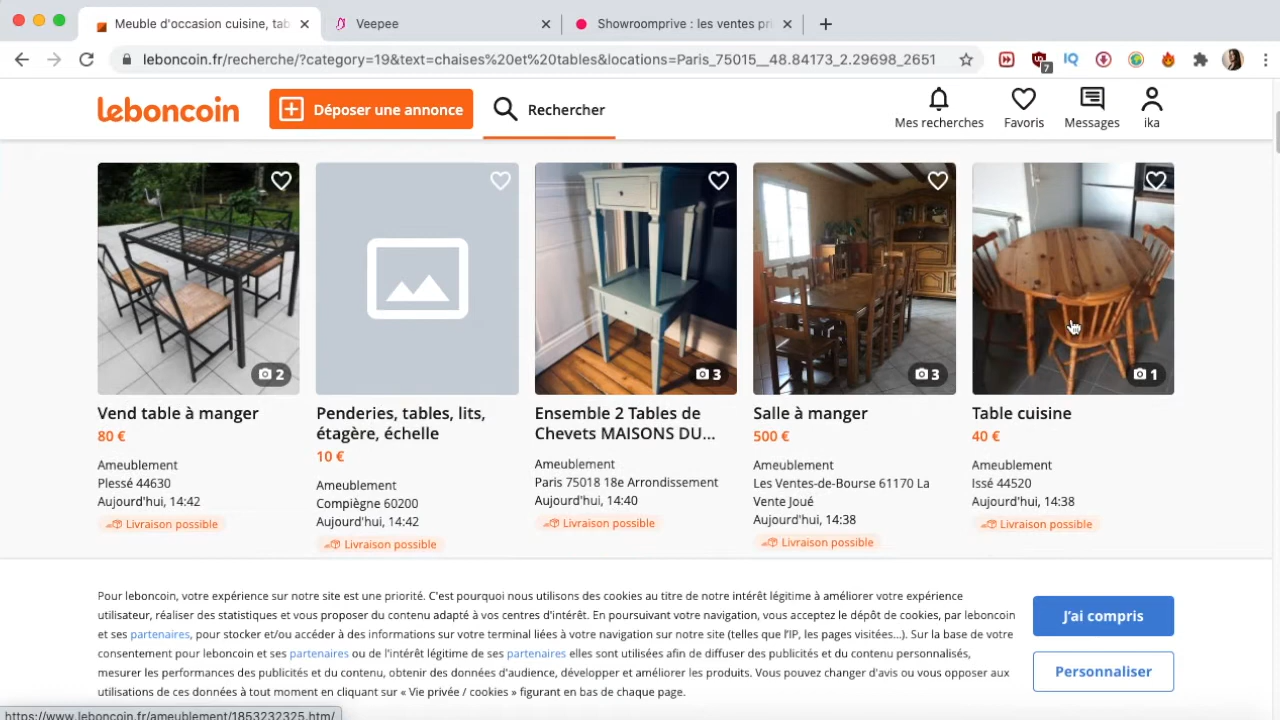 Meuble d'occasion cuisine, tab
Veepee
Showroomprive : les ventes pri
leboncoin.fr/recherche/?category=19&text=chaises%20et%20tables&locations=Paris_75015__48.84173_2.29698_2651
7
leboncoin
Déposer une annonce
Rechercher
Mes recherches
Favoris
Messages
ika
2
3
3
1
Vend table à manger
80 €
Ameublement
Plessé 44630
Aujourd'hui, 14:42
Livraison possible
Penderies, tables, lits,
étagère, échelle
10 €
Ameublement
Compiègne 60200
Aujourd'hui, 14:42
Livraison possible
Ensemble 2 Tables de
Chevets MAISONS DU...
Ameublement
Paris 75018 18e Arrondissement
Aujourd'hui, 14:40
Livraison possible
Salle à manger
500 €
Ameublement
Les Ventes-de-Bourse 61170 La
Vente Joué
Aujourd'hui, 14:38
Livraison possible
Table cuisine
40 €
Ameublement
Issé 44520
Aujourd'hui, 14:38
Livraison possible
Pour leboncoin, votre expérience sur notre site est une priorité. C'est pourquoi nous utilisons des cookies au titre de notre intérêt légitime à améliorer votre expérience
utilisateur, réaliser des statistiques et vous proposer du contenu adapté à vos centres d'intérêt. En poursuivant votre navigation, vous acceptez le dépôt de cookies, par leboncoin
et ses partenaires, pour stocker et/ou accéder à des informations sur votre terminal liées à votre navigation sur notre site (telles que l'IP, les pages visitées...). Sur la base de votre
consentement pour leboncoin et ses partenaires ou de l'intérêt légitime de ses partenaires elles sont utilisées afin de diffuser des publicités et du contenu personnalisés,
mesurer les performances des publicités et du contenu, obtenir des données d'audience, développer et améliorer les produits. Vous pouvez changer d'avis ou vous opposer aux
utilisations de ces données à tout moment en cliquant sur « Vie privée / cookies » figurant en bas de chaque page.
J'ai compris
Personnaliser
https://www.leboncoin.fr/ameublement/1853232325.htm/